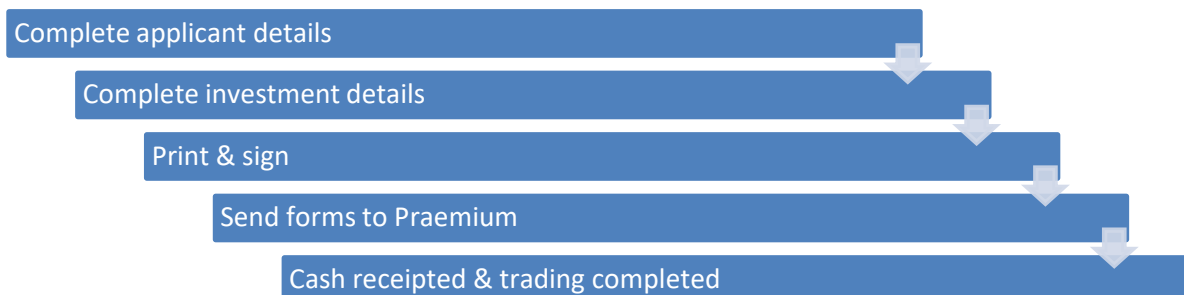 Complete applicant details
Complete investment details
Print & sign
Send forms to Praemium
Cash receipted & trading completed